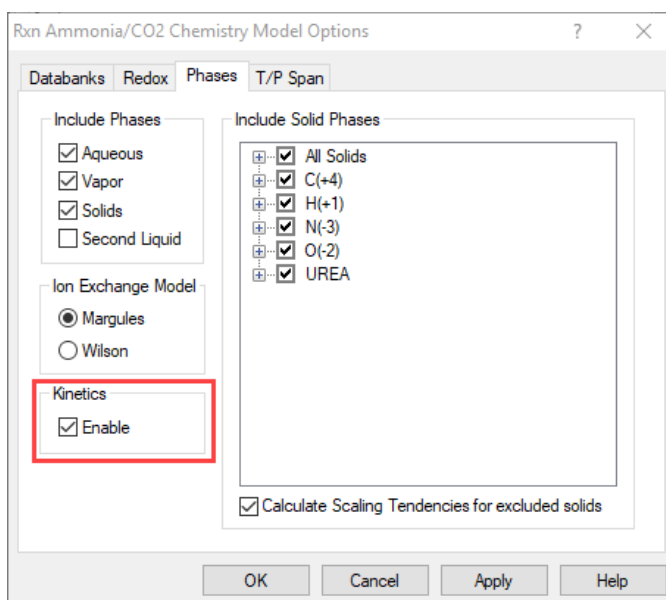 Rxn Ammonia/CO2 Chemistry Model Options ?
Databanks Redox Phases T/P Span
Include Phases
Aqueous
Vapor
Solids
Second Liquid
Ion Exchange Model
Margules
Wilson
Kinetics
Enable
Include Solid Phases
All Solids
C(+4)
H(+1)
N(-3)
O(-2)
UREA
Calculate Scaling Tendencies for excluded solids
OK Cancel Apply Help